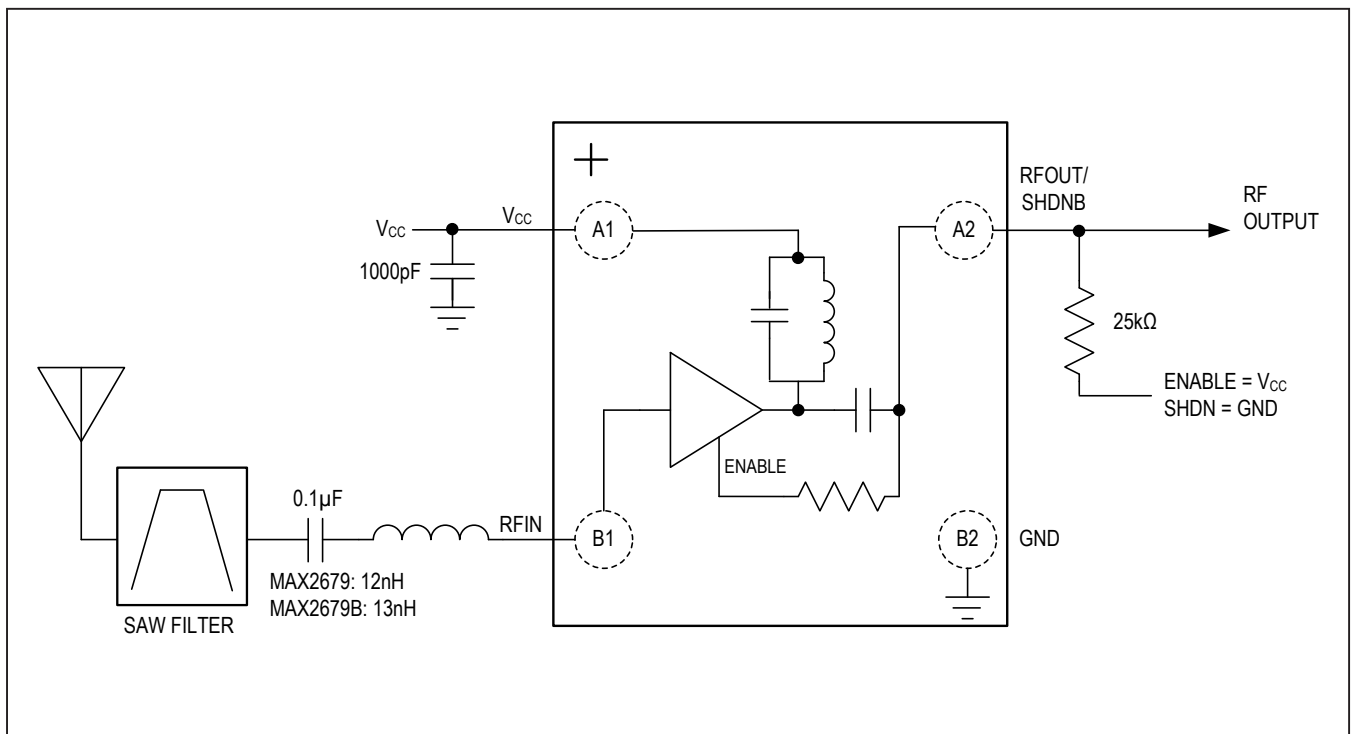 RFOUT/
SHDNB
RF
OUTPUT
VCC
VCC
A1
A2
1000pF
25kΩ
ENABLE = VCC
SHDN = GND
ENABLE
0.1µF
RFIN
B1
B2
GND
MAX2679: 12nH
MAX2679B: 13nH
SAW FILTER